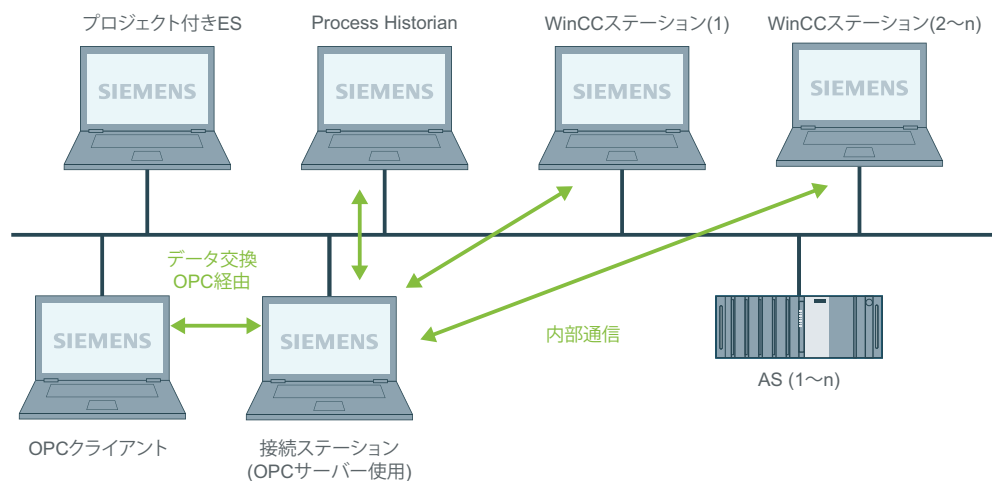 プロジェクト付きES
Process Historian
WinCCステーション(1)
WinCCステーション(2～n)
SIEMENS
SIEMENS
SIEMENS
SIEMENS
データ交換
OPC経由
SIEMENS
SIEMENS
内部通信
AS (1～n)
OPCクライアント
接続ステーション
(OPCサーバー使用)